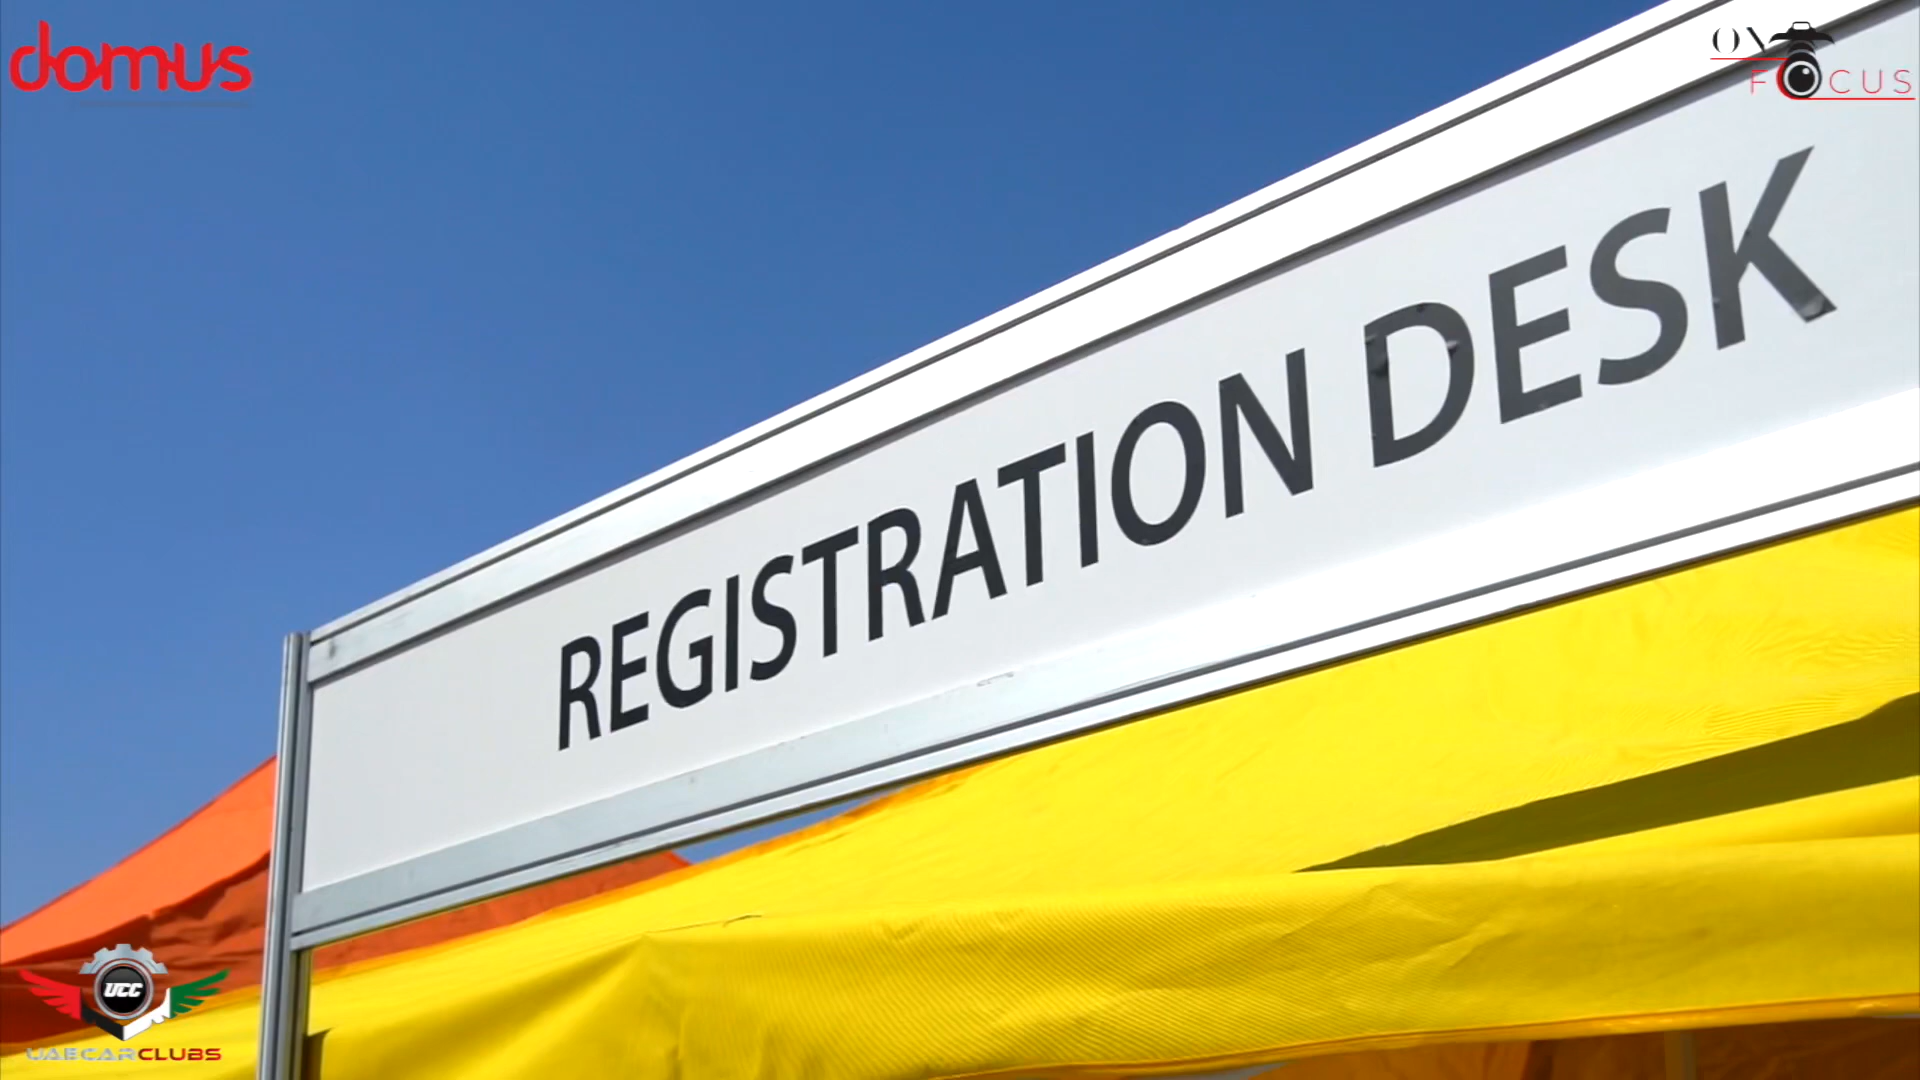 domus
ON
FOCUS
REGISTRATION DESK
UCC
UAECARCLUBS